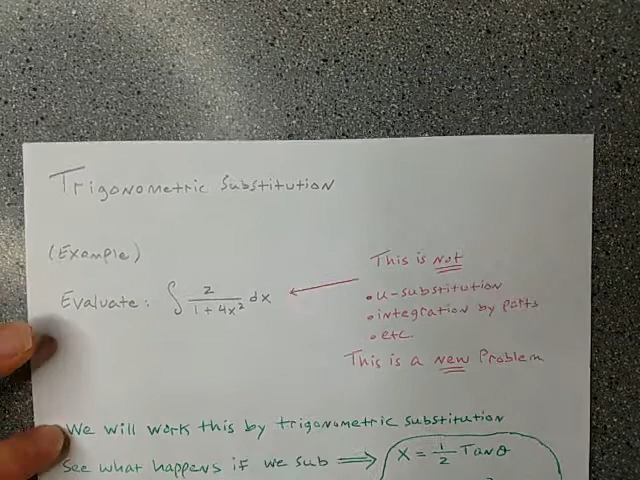 Trigonometric Substitution
(Example)
Evaluate: ∫ 2/(1 + 4x²) dx
This is Not
• u-substitution
• integration by parts
• etc.
This is a new Problem
We will work this by trigonometric substitution
See what happens if we sub ⟹ x = 1/2 Tanθ